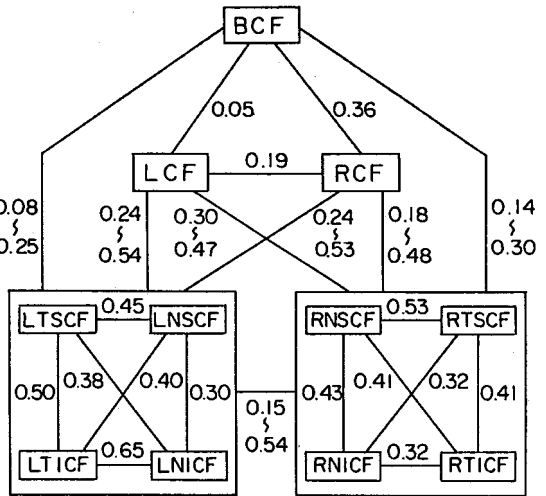 BCF
0.05 0.36
LCF 0.19 RCF
0.08 ~ 0.25
0.24 ~ 0.54
0.30 ~ 0.47
0.24 ~ 0.53
0.18 ~ 0.48
0.14 ~ 0.30
LTSCF 0.45 LNSCF
0.50 0.38 0.40 0.30
LTICF 0.65 LNICF
0.15 ~ 0.54
RNSCF 0.53 RTSCF
0.43 0.41 0.32 0.41
RNICF 0.32 RTICF